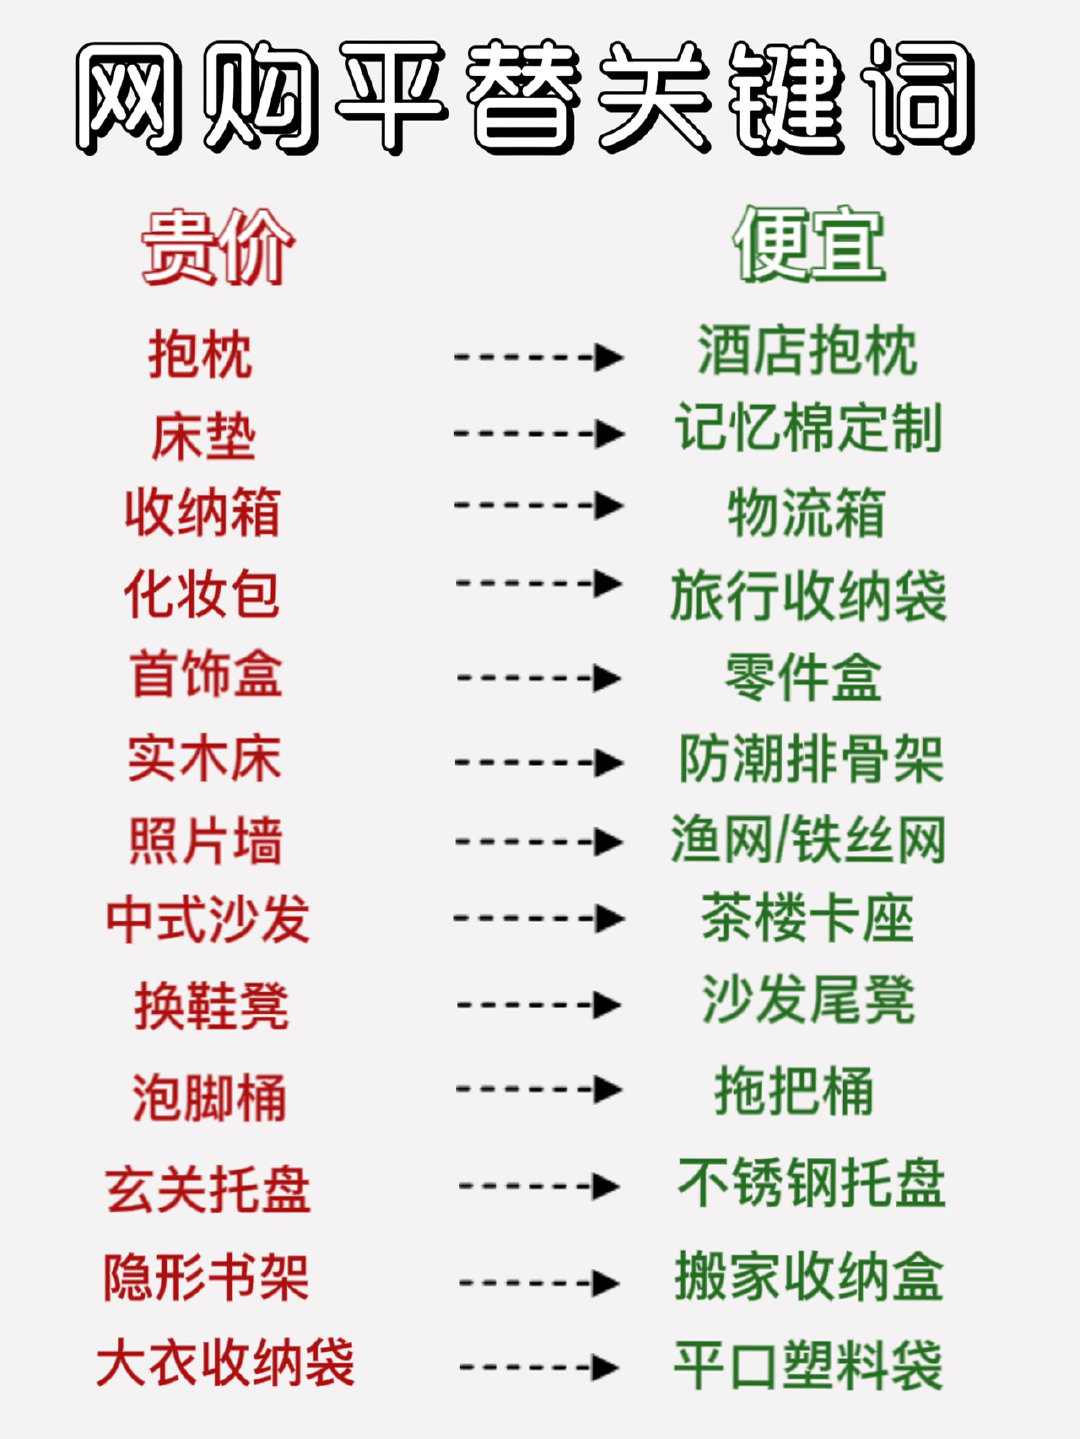 网购平替关键词
贵价 便宜
抱枕 酒店抱枕
床垫 记忆棉定制
收纳箱 物流箱
化妆包 旅行收纳袋
首饰盒 零件盒
实木床 防潮排骨架
照片墙 渔网/铁丝网
中式沙发 茶楼卡座
换鞋凳 沙发尾凳
泡脚桶 拖把桶
玄关托盘 不锈钢托盘
隐形书架 搬家收纳盒
大衣收纳袋 平口塑料袋